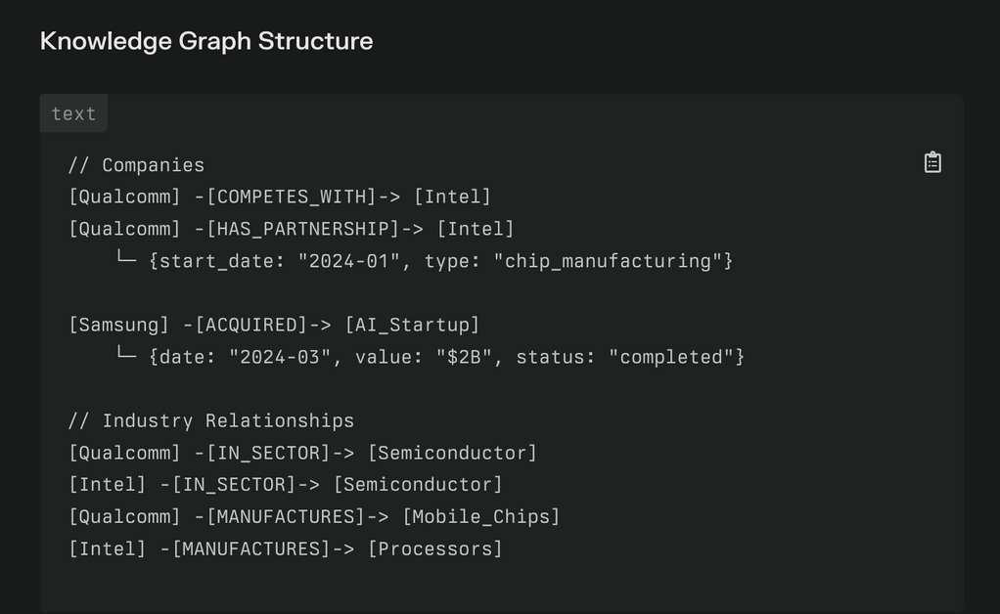 Knowledge Graph Structure
text
// Companies
[Qualcomm] -[COMPETES_WITH]-> [Intel]
[Qualcomm] -[HAS_PARTNERSHIP]-> [Intel]
    └─ {start_date: "2024-01", type: "chip_manufacturing"}

[Samsung] -[ACQUIRED]-> [AI_Startup]
    └─ {date: "2024-03", value: "$2B", status: "completed"}

// Industry Relationships
[Qualcomm] -[IN_SECTOR]-> [Semiconductor]
[Intel] -[IN_SECTOR]-> [Semiconductor]
[Qualcomm] -[MANUFACTURES]-> [Mobile_Chips]
[Intel] -[MANUFACTURES]-> [Processors]